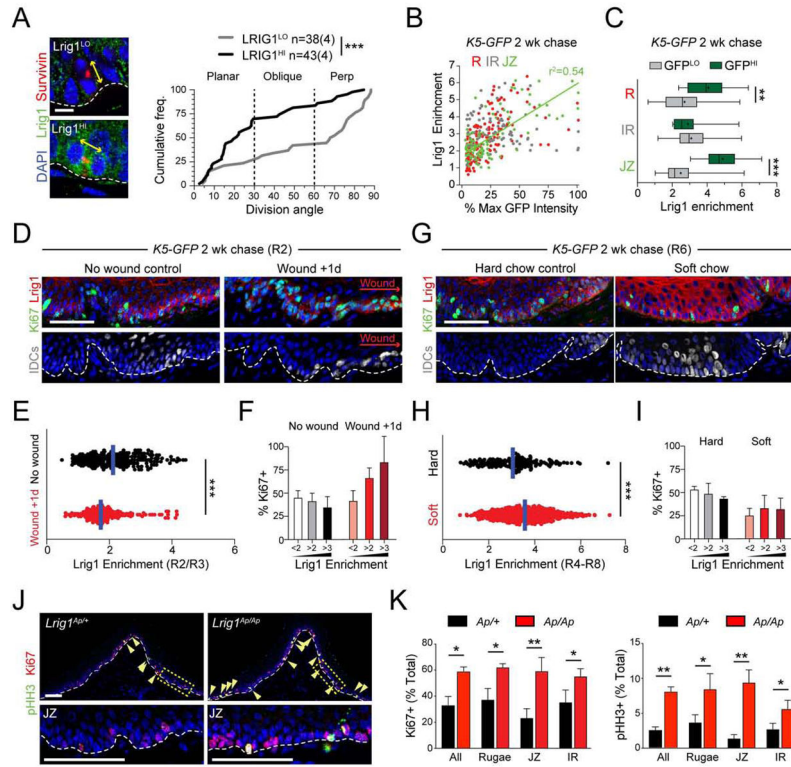 A
Lrig1LO
Lrig1HI
DAPI Lrig1 Survivin
LRIG1LO n=38(4)
LRIG1HI n=43(4)
***
Planar Oblique Perp
Cumulative freq.
100
75
50
25
0
0 10 20 30 40 50 60 70 80 90
Division angle
B
K5-GFP 2 wk chase
R IR JZ
r²=0.54
Lrig1 Enrichment
6
5
4
3
2
1
0
0 20 40 60 80 100
% Max GFP Intensity
C
K5-GFP 2 wk chase
GFPLO GFPHI
R
IR
JZ
**
***
0 2 4 6 8
Lrig1 enrichment
D
K5-GFP 2 wk chase (R2)
No wound control Wound +1d
Ki67 Lrig1
IDCs
Wound
Wound
G
K5-GFP 2 wk chase (R6)
Hard chow control Soft chow
Ki67 Lrig1
IDCs
E
No wound
Wound +1d
***
0 2 4 6
Lrig1 Enrichment (R2/R3)
F
No wound Wound +1d
% Ki67+
100
75
50
25
0
<2 >2 >3 <2 >2 >3
Lrig1 Enrichment
H
Hard
Soft
***
0 2 4 6 8
Lrig1 Enrichment (R4-R8)
I
Hard Soft
% Ki67+
100
75
50
25
0
<2 >2 >3 <2 >2 >3
Lrig1 Enrichment
J
Lrig1Ap/+ Lrig1Ap/Ap
pHH3 Ki67
JZ JZ
K
Ap/+ Ap/Ap
Ki67+ (% Total)
80
60
40
20
0
* * ** *
All Rugae JZ IR
Ap/+ Ap/Ap
pHH3+ (% Total)
15
10
5
0
** * ** *
All Rugae JZ IR